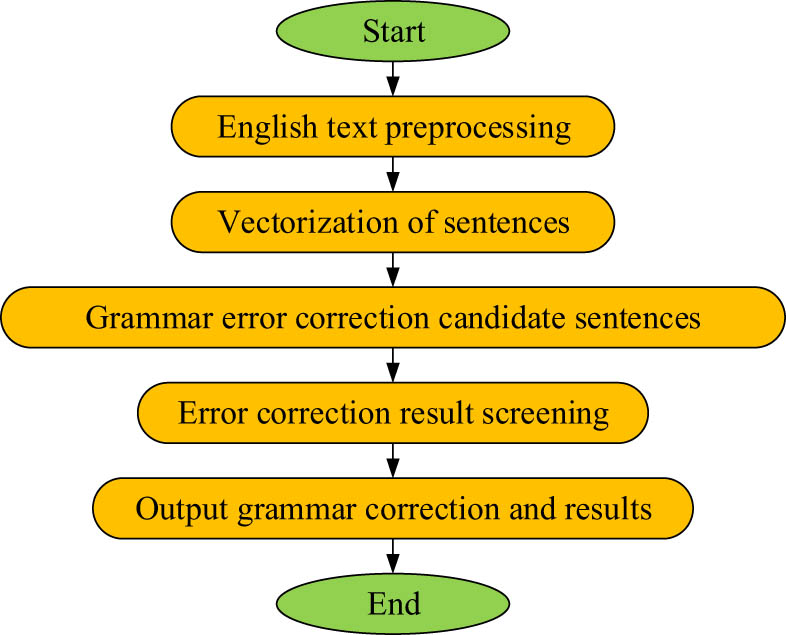 Start
English text preprocessing
Vectorization of sentences
Grammar error correction candidate sentences
Error correction result screening
Output grammar correction and results
End